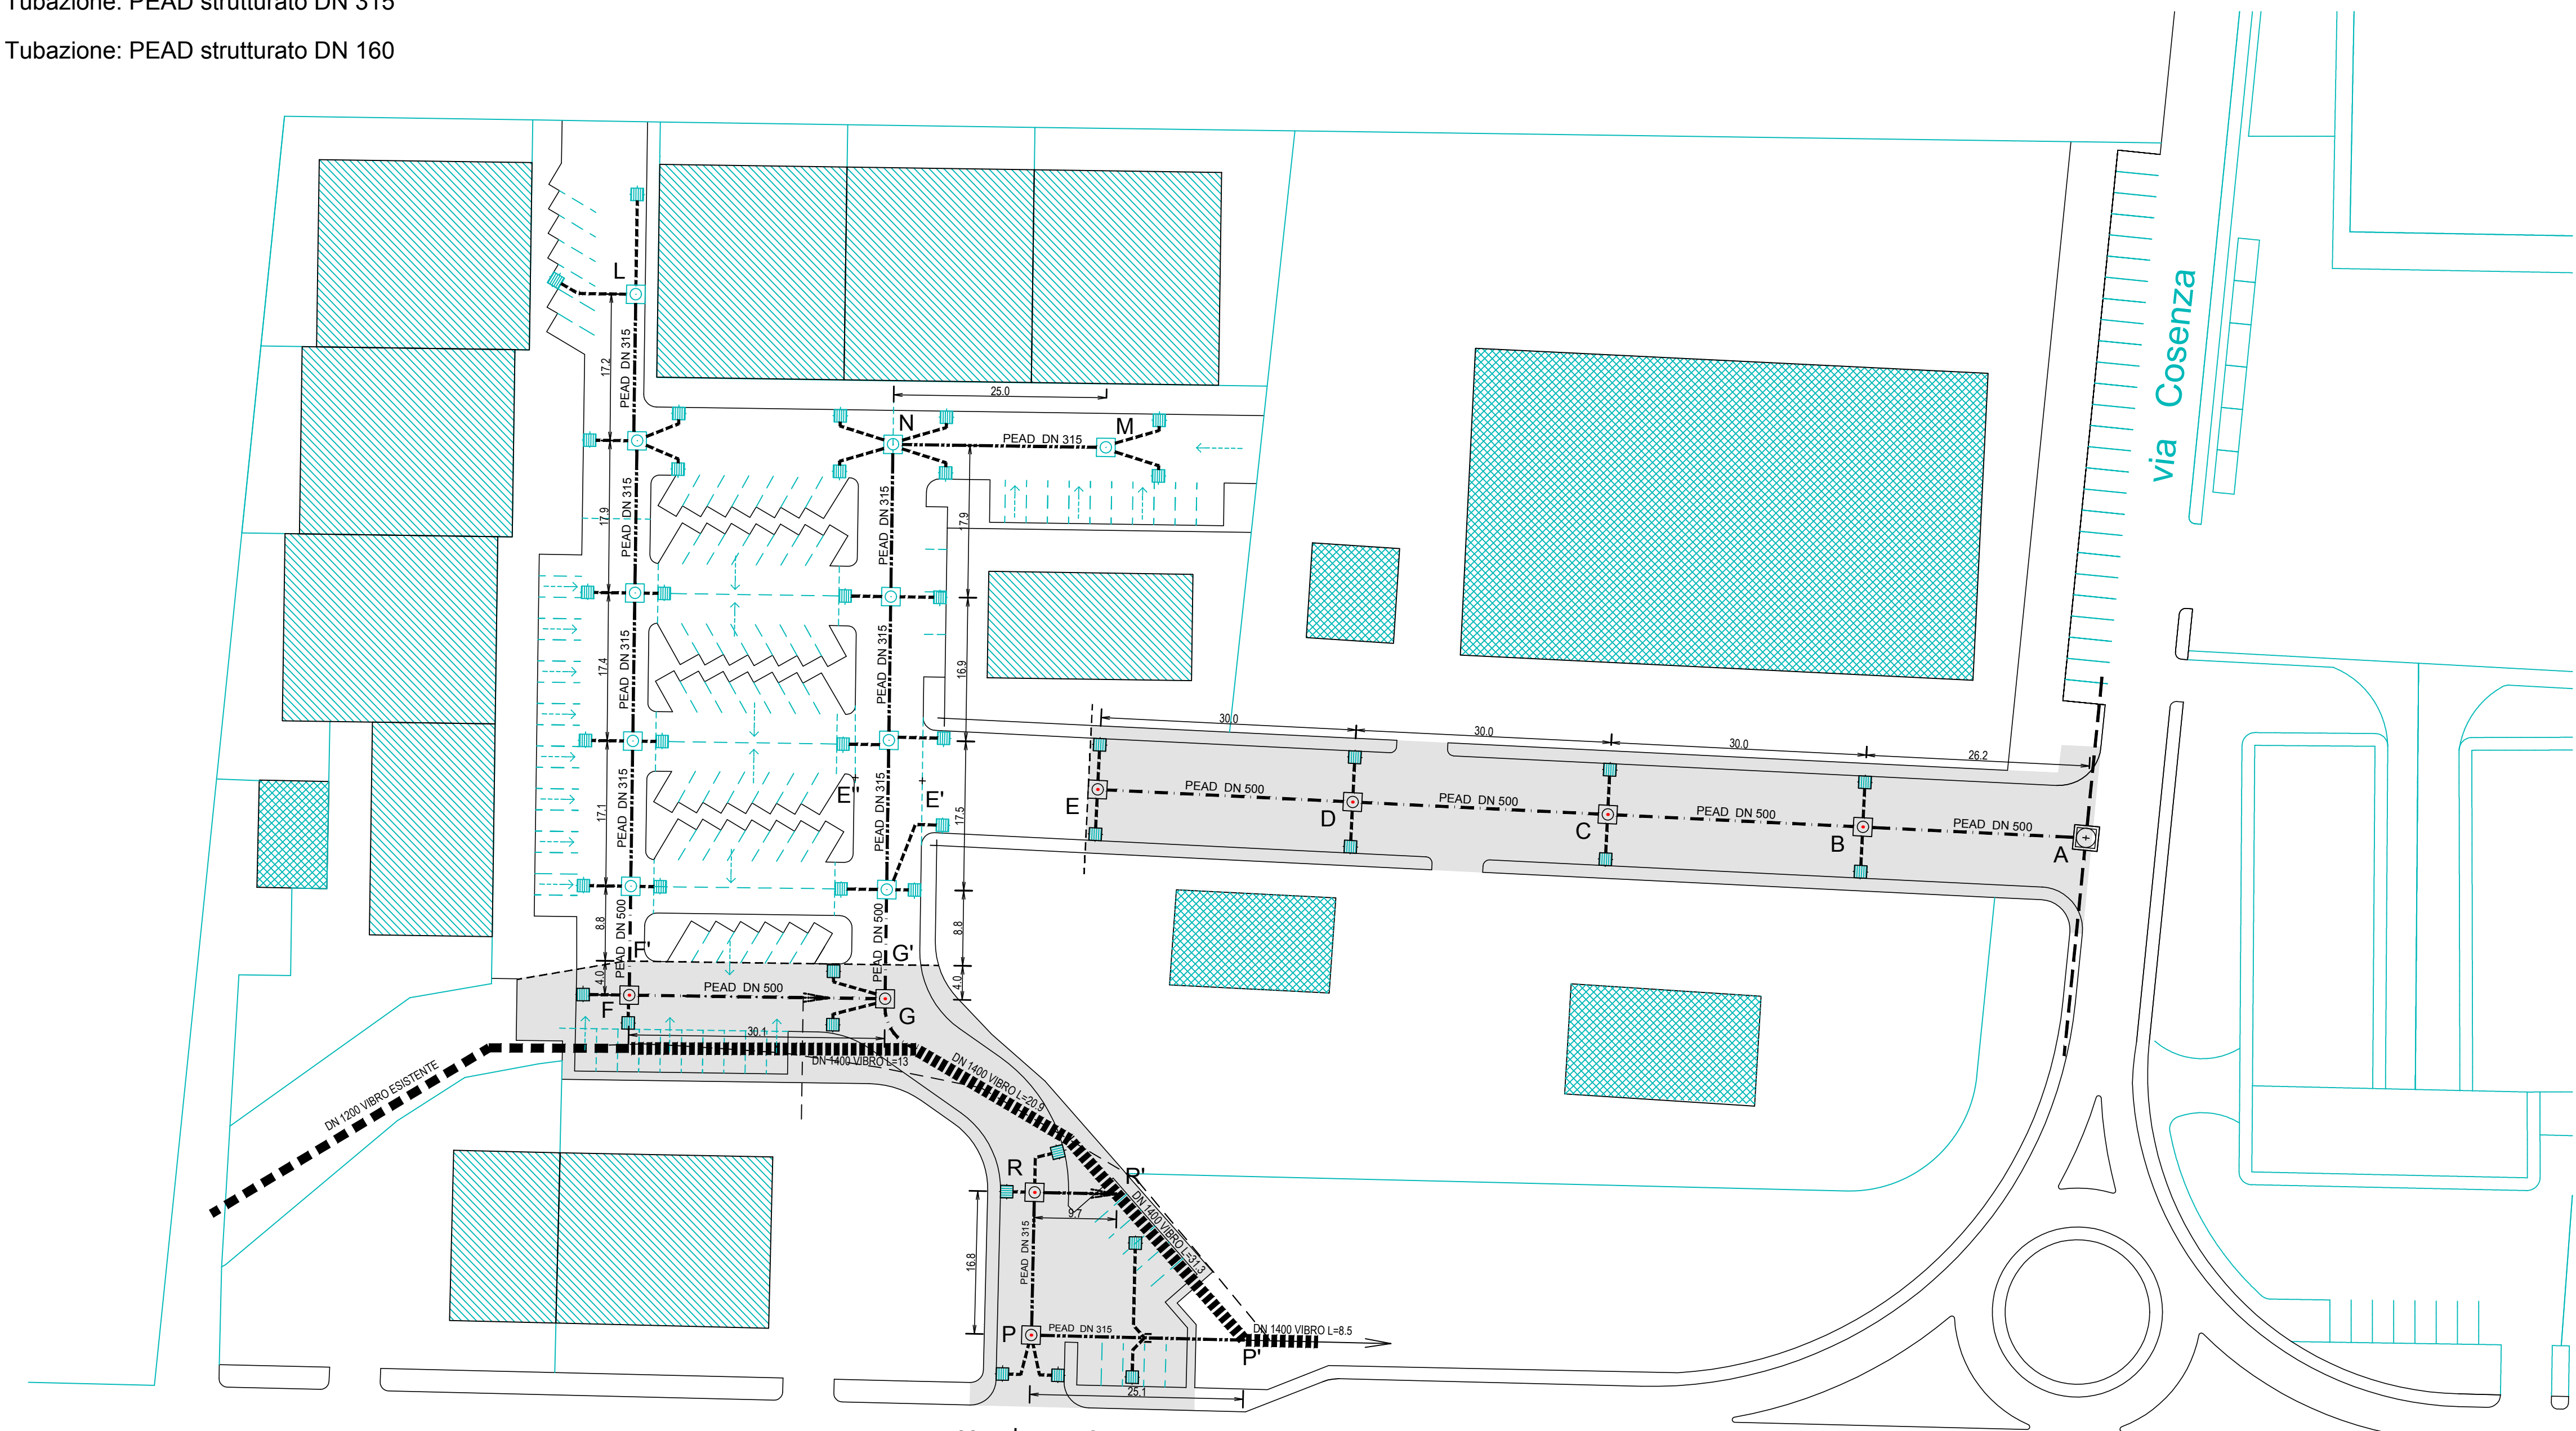 Tubazione: PEAD strutturato DN 315
Tubazione: PEAD strutturato DN 160
via Cosenza
L
17.2
PEAD DN 315
25.0
N
M
PEAD DN 315
17.9
PEAD DN 315
PEAD DN 315
17.9
17.4
PEAD DN 315
PEAD DN 315
16.9
30.0
30.0
30.0
26.2
17.1
PEAD DN 315
E''
PEAD DN 315
E'
17.5
E
PEAD DN 500
D
PEAD DN 500
C
PEAD DN 500
B
PEAD DN 500
A
8.8
PEAD DN 500
F'
PEAD DN 500
G'
8.8
4.0
4.0
F
PEAD DN 500
G
30.1
DN 1400 VIBRO L=13
DN 1400 VIBRO L=20.9
DN 1200 VIBRO ESISTENTE
R
R'
9.7
DN 1400 VIBRO L=31.3
16.8
PEAD DN 315
P
PEAD DN 315
DN 1400 VIBRO L=8.5
P'
25.1